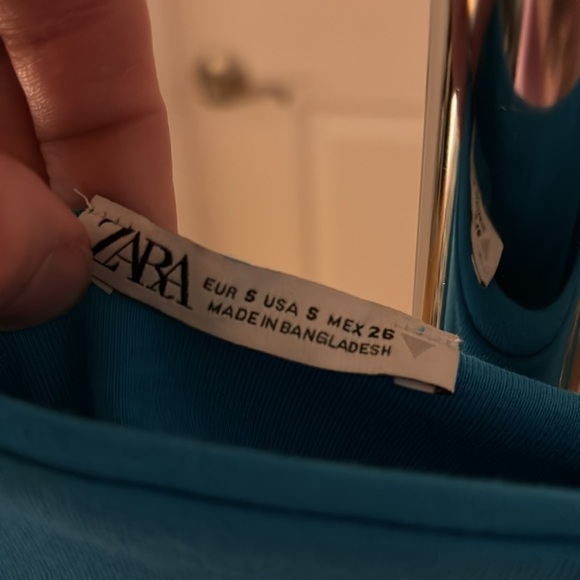 ZARA
EUR S USA S MEX 26
MADE IN BANGLADESH